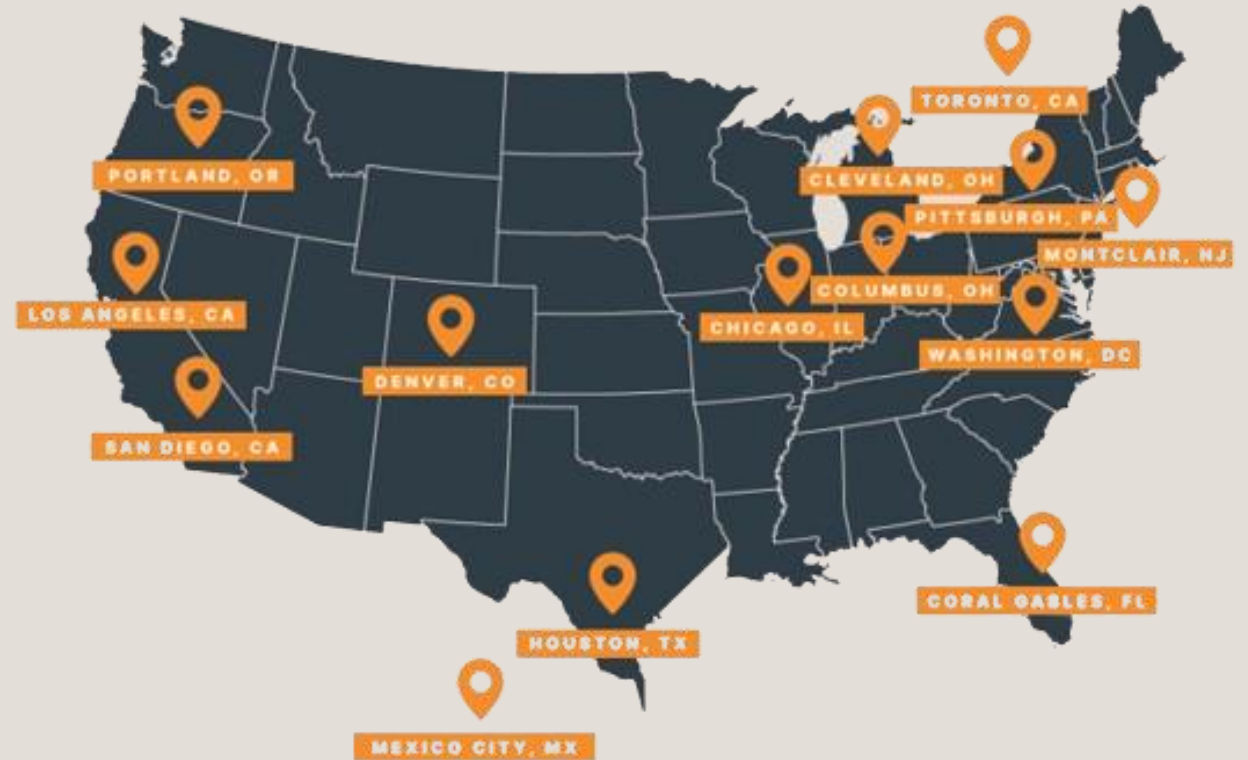 TORONTO, CA
PORTLAND, OR
CLEVELAND, OH
PITTSBURGH, PA
MONTCLAIR, NJ
COLUMBUS, OH
LOS ANGELES, CA
CHICAGO, IL
WASHINGTON, DC
DENVER, CO
SAN DIEGO, CA
CORAL GABLES, FL
HOUSTON, TX
MEXICO CITY, MX